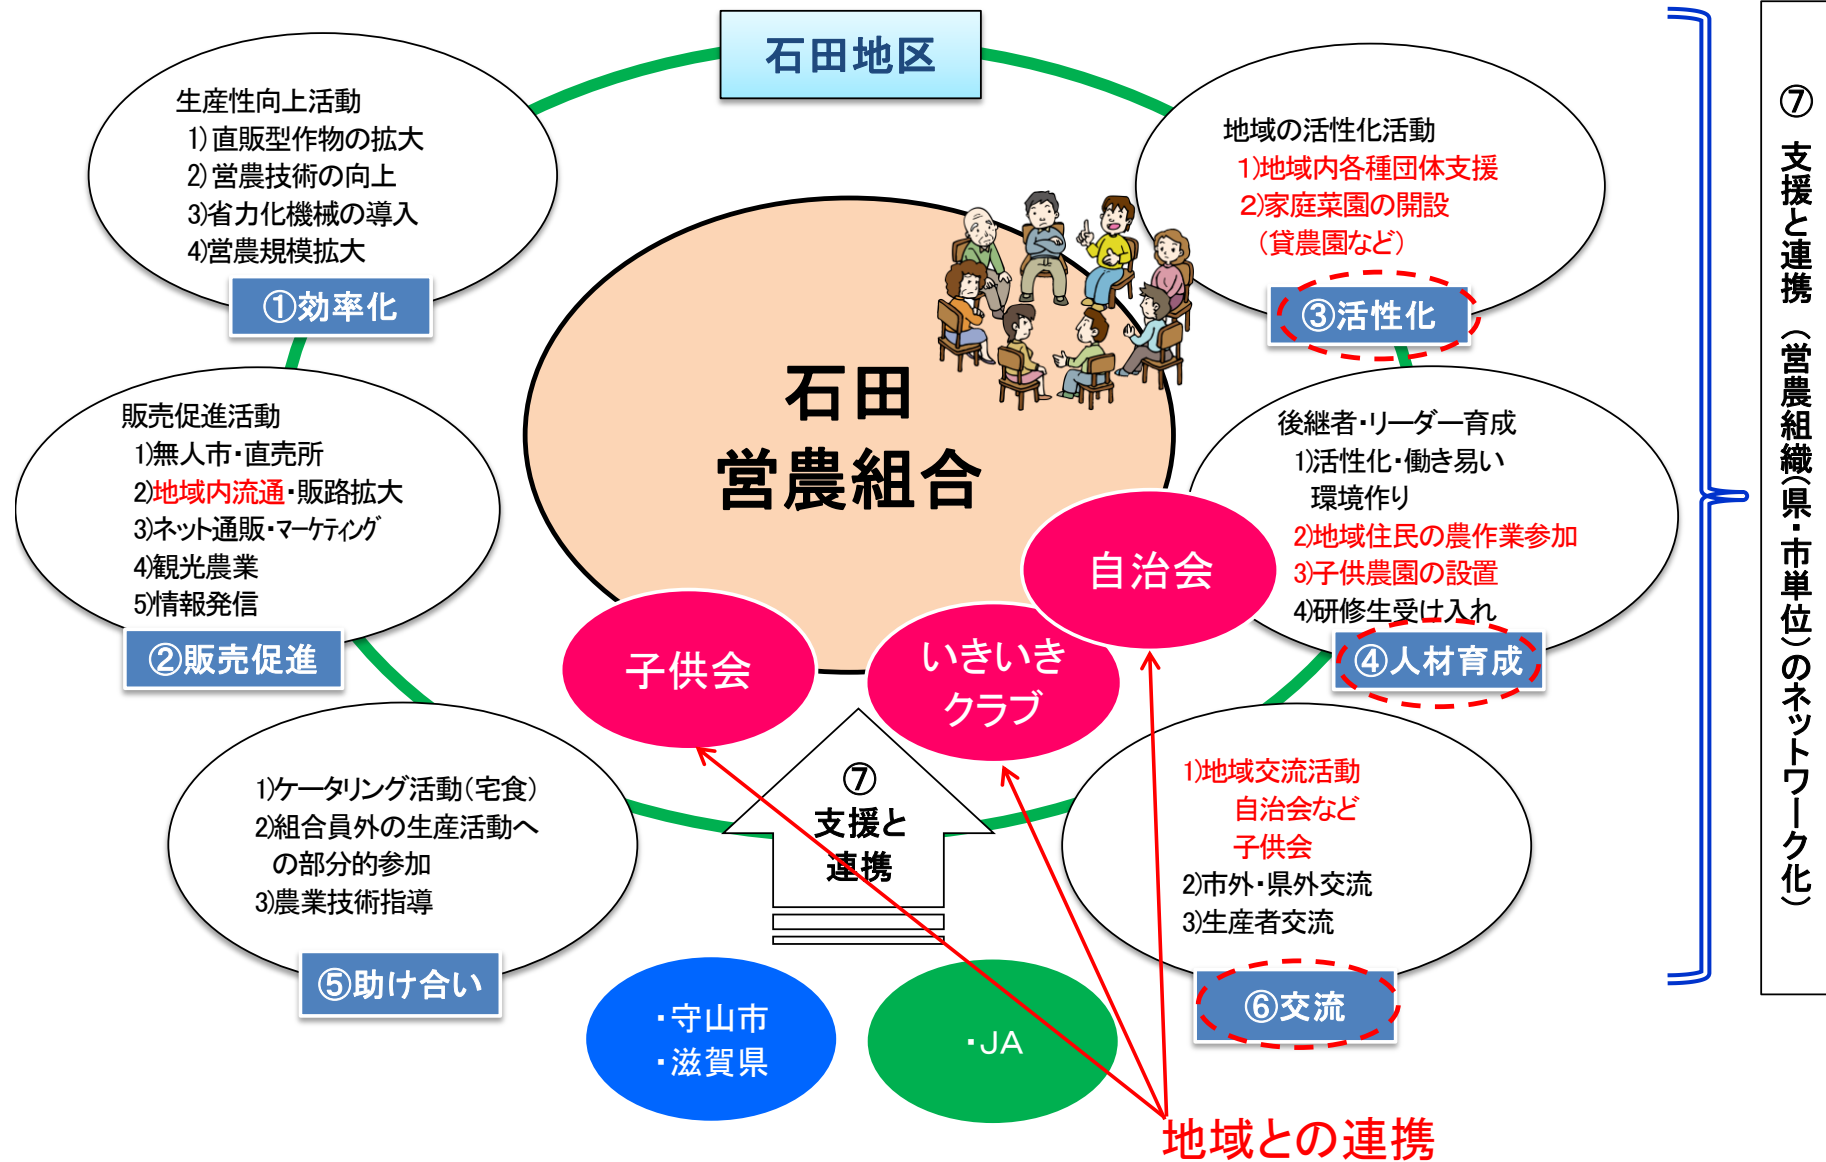 石田地区
生産性向上活動
1)直販型作物の拡大
2)営農技術の向上
3)省力化機械の導入
4)営農規模拡大
①効率化
地域の活性化活動
1)地域内各種団体支援
2)家庭菜園の開設
(貸農園など)
③活性化
石田
営農組合
販売促進活動
1)無人市・直売所
2)地域内流通・販路拡大
3)ネット通販・マーケティング
4)観光農業
5)情報発信
②販売促進
後継者・リーダー育成
1)活性化・働き易い
環境作り
2)地域住民の農作業参加
3)子供農園の設置
4)研修生受け入れ
④人材育成
自治会
子供会
いきいき
クラブ
⑦
支援と
連携
1)ケータリング活動(宅食)
2)組合員外の生産活動へ
の部分的参加
3)農業技術指導
⑤助け合い
1)地域交流活動
自治会など
子供会
2)市外・県外交流
3)生産者交流
⑥交流
・守山市
・滋賀県
・JA
地域との連携
⑦ 支援と連携(営農組織(県・市単位)のネットワーク化)